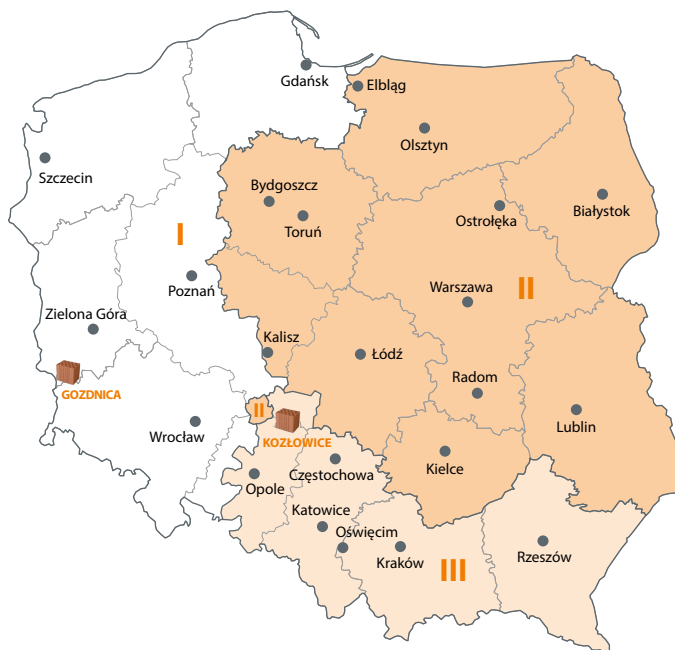 Gdańsk
Elbląg
Olsztyn
Szczecin
Bydgoszcz
Toruń
Ostrołęka
Białystok
I
Poznań
Warszawa
II
Zielona Góra
Kalisz
Łódź
Radom
GOZDNICA
II
Wrocław
KOZŁOWICE
Lublin
Kielce
Częstochowa
Opole
Katowice
Oświęcim
Kraków
III
Rzeszów